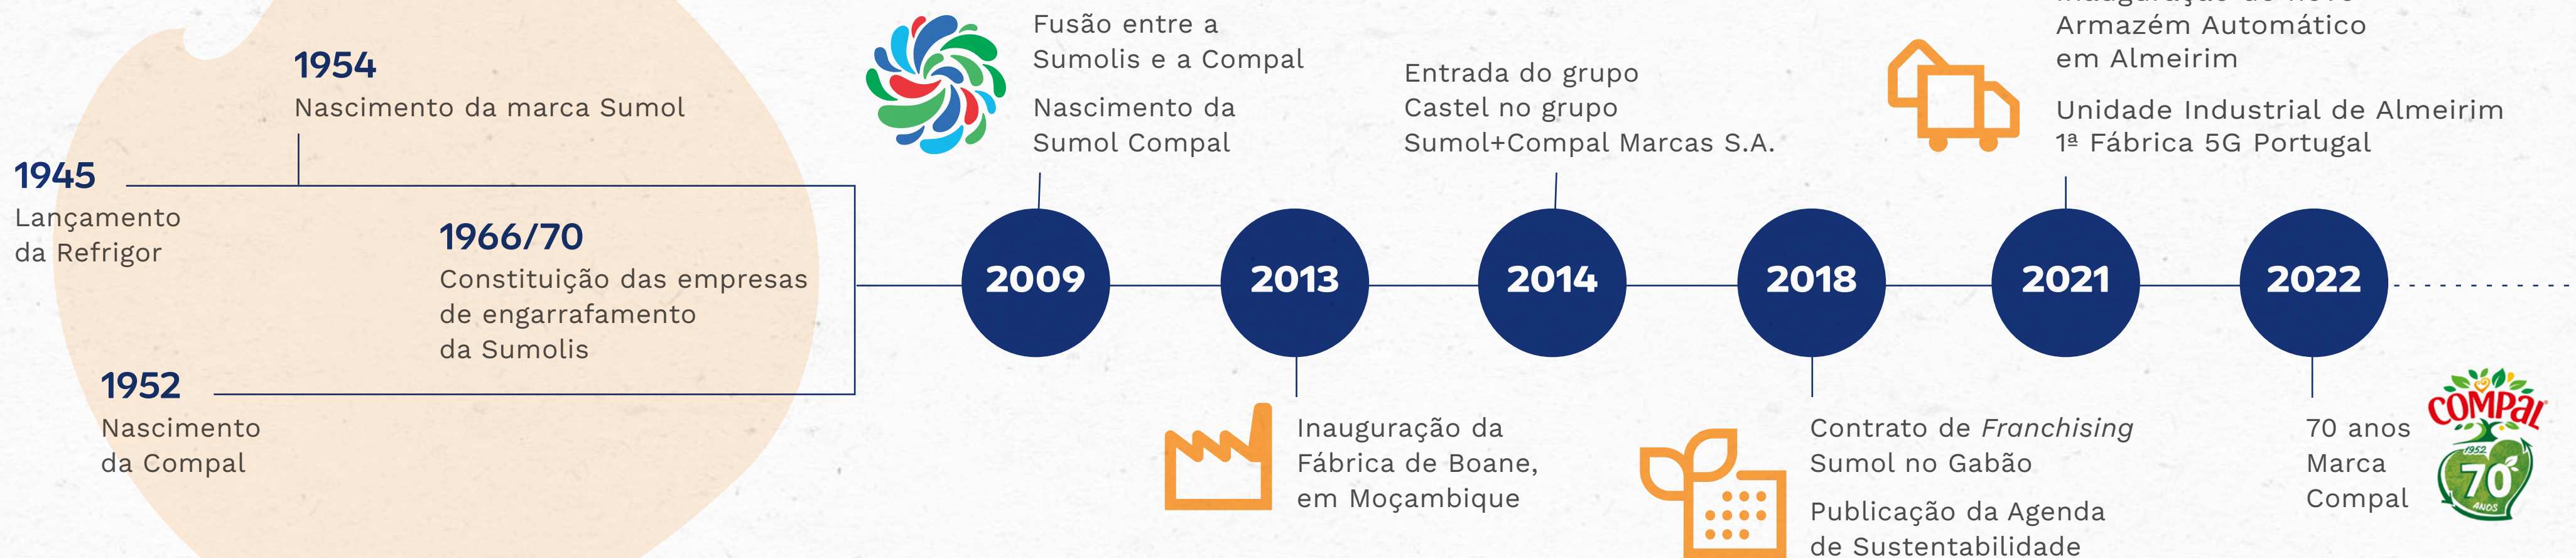 1945
Lançamento
da Refrigor
1954
Nascimento da marca Sumol
1966/70
Constituição das empresas
de engarrafamento
da Sumolis
1952
Nascimento
da Compal
Fusão entre a
Sumolis e a Compal
Nascimento da
Sumol Compal
2009
2013
Inauguração da
Fábrica de Boane,
em Moçambique
Entrada do grupo
Castel no grupo
Sumol+Compal Marcas S.A.
2014
2018
Contrato de Franchising
Sumol no Gabão
Publicação da Agenda
de Sustentabilidade
Armazém Automático
em Almeirim
Unidade Industrial de Almeirim
1ª Fábrica 5G Portugal
2021
2022
70 anos
Marca
Compal
COMPAL
1952
70
ANOS